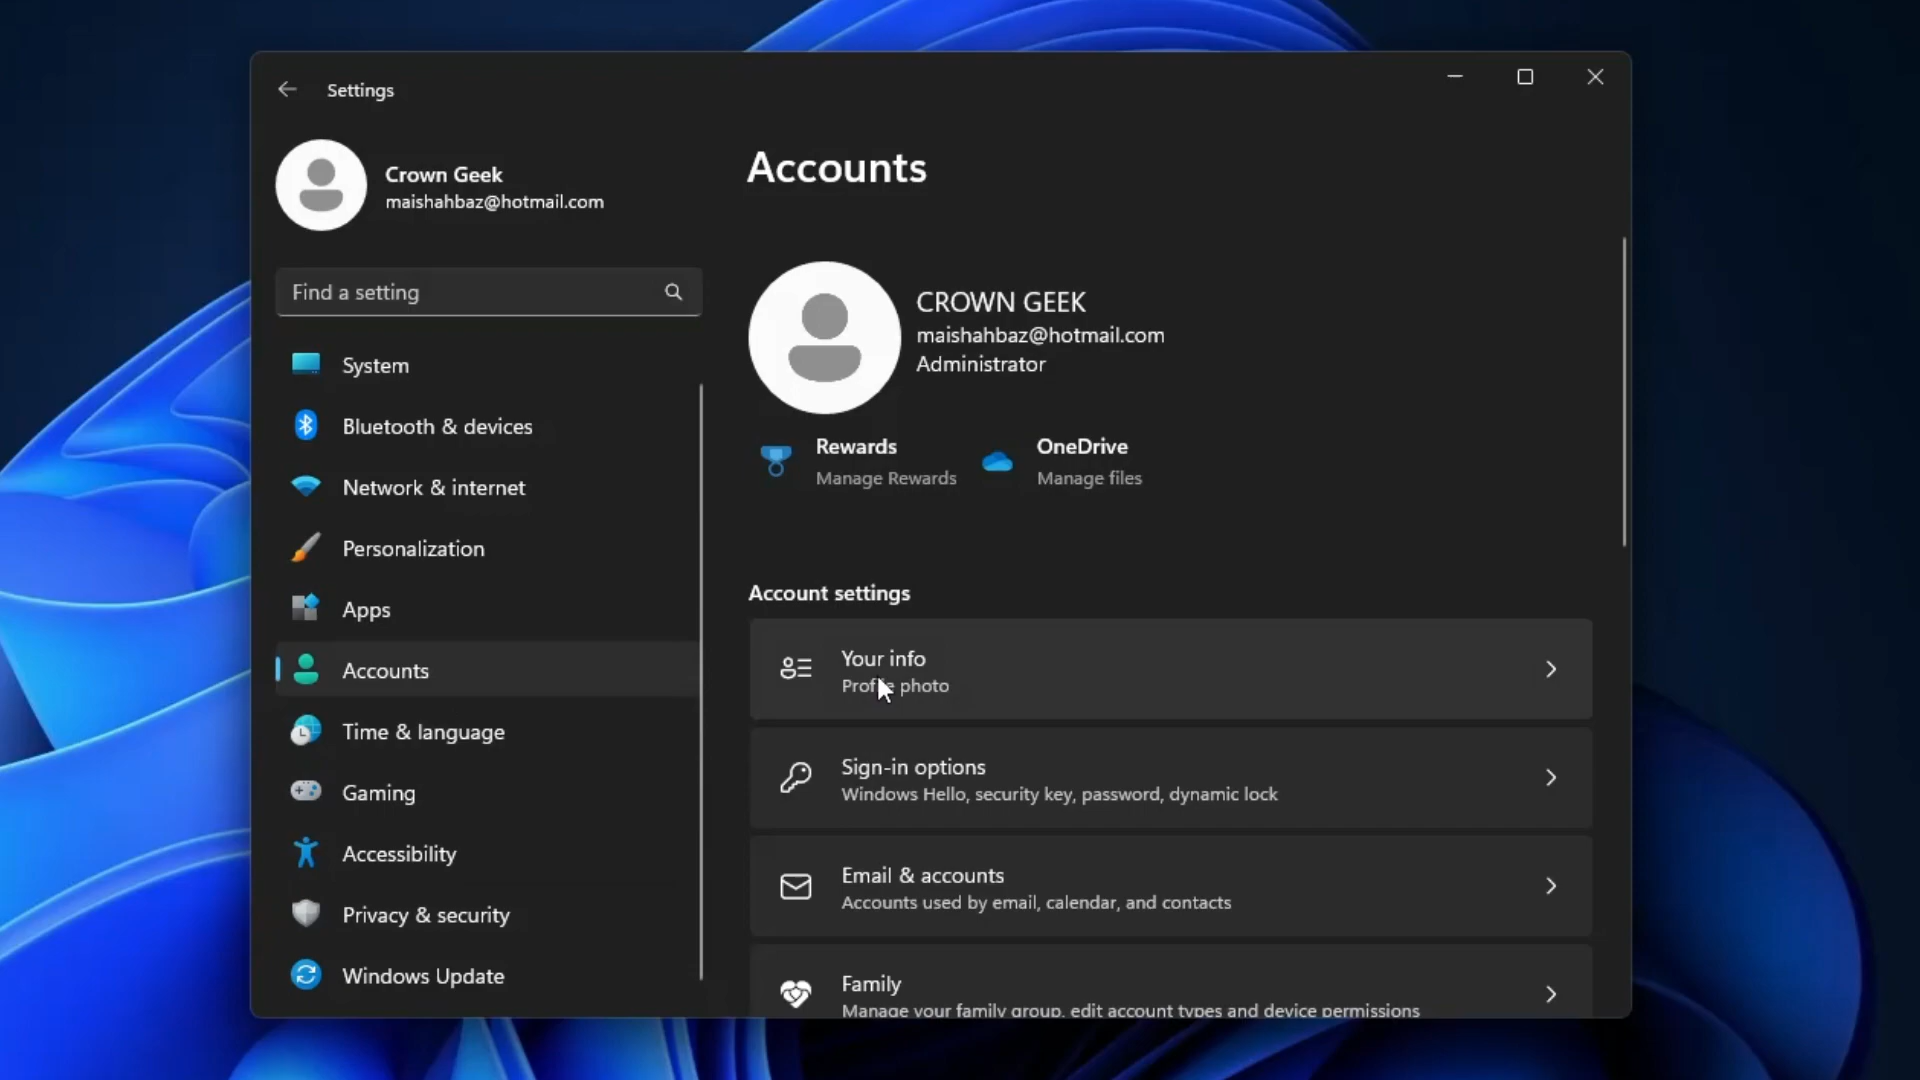 Settings
Crown Geek
maishahbaz@hotmail.com
Find a setting
System
Bluetooth & devices
Network & internet
Personalization
Apps
Accounts
Time & language
Gaming
Accessibility
Privacy & security
Windows Update
Accounts
CROWN GEEK
maishahbaz@hotmail.com
Administrator
Rewards
Manage Rewards
OneDrive
Manage files
Account settings
Your info
Profile photo
Sign-in options
Windows Hello, security key, password, dynamic lock
Email & accounts
Accounts used by email, calendar, and contacts
Family
Manage your family group, edit account types and device permissions